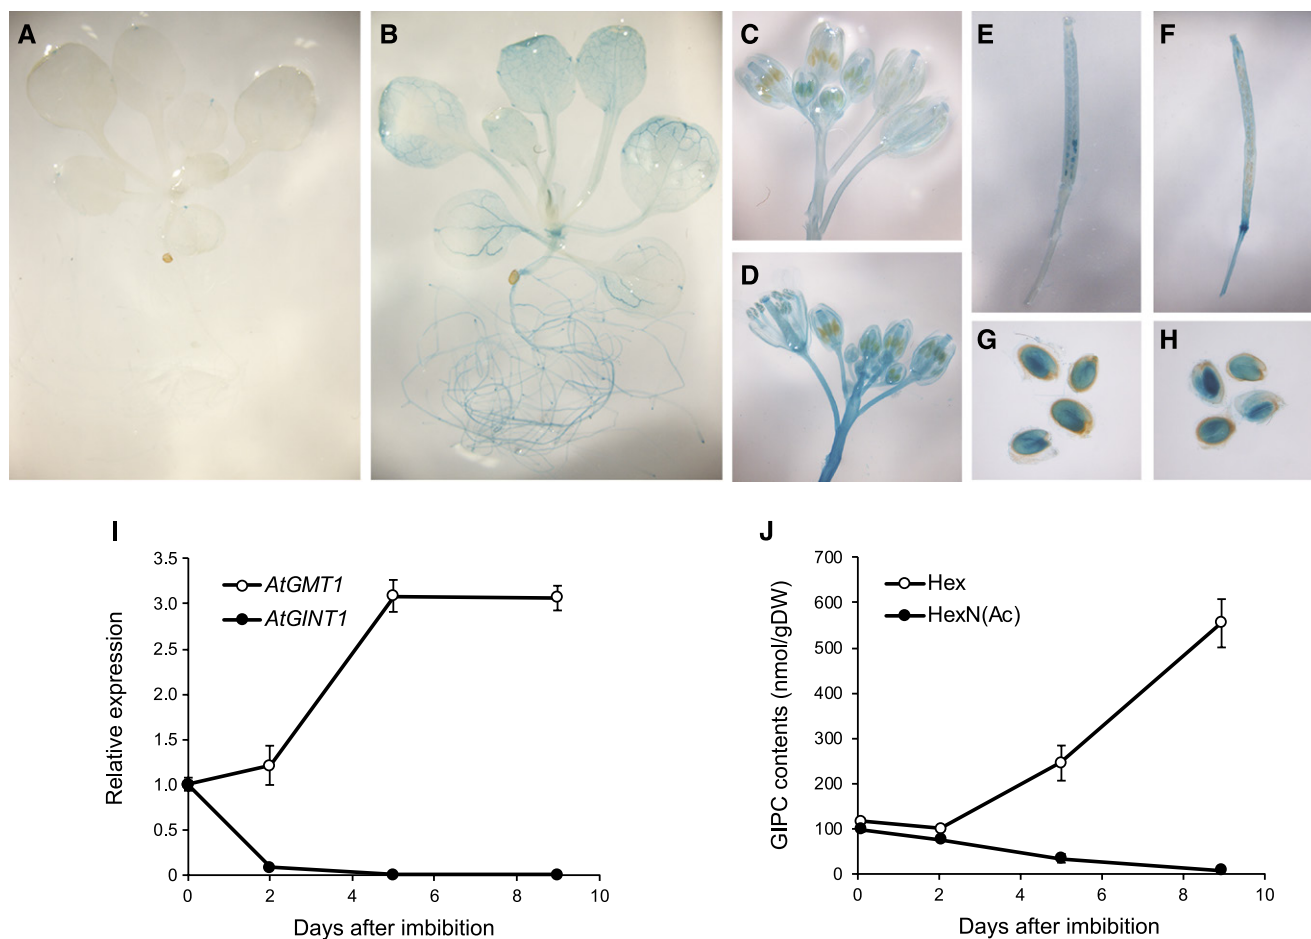 A
B
C
D
E
F
G
H
I
3.5
3.0
2.5
2.0
1.5
1.0
0.5
0
0 2 4 6 8 10
Relative expression
Days after imbibition
AtGMT1
AtGINT1
J
700
600
500
400
300
200
100
0
0 2 4 6 8 10
GIPC contents (nmol/gDW)
Days after imbibition
Hex
HexN(Ac)